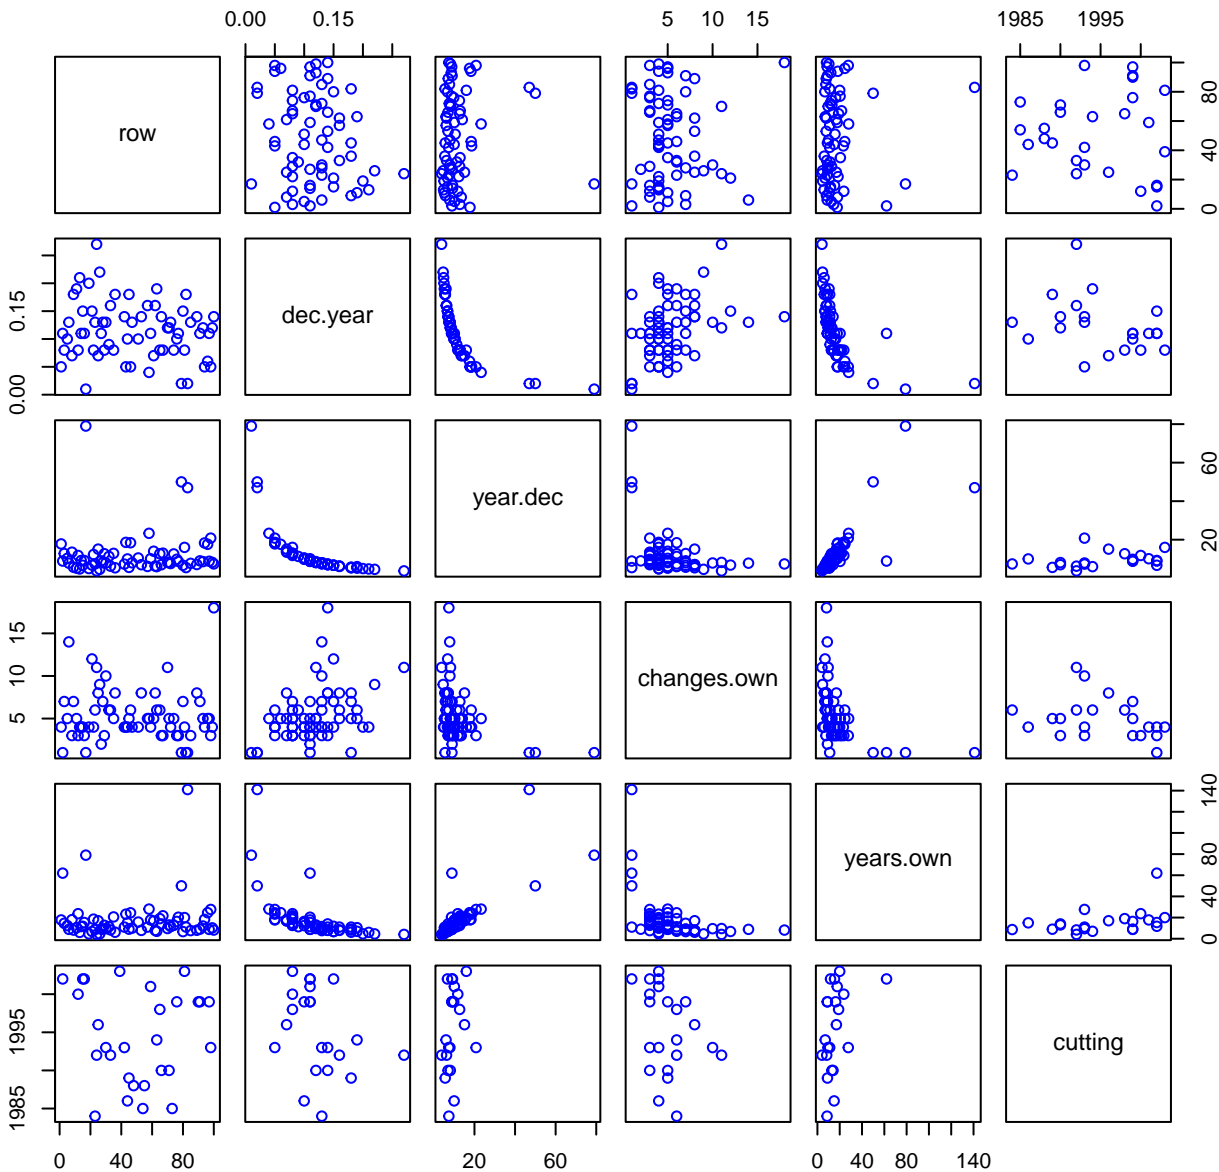 0.00 0.15 5 10 15 1985 1995
row 0 40 80
0.00 0.15 dec.year
year.dec 20 60
5 10 15 changes.own
years.own 0 40 80 140
1985 1995 cutting
0 40 80 20 60 0 40 80 140